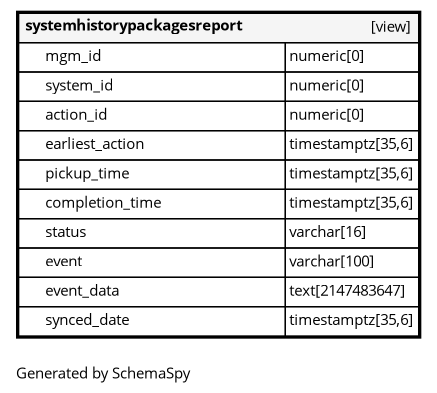 systemhistorypackagesreport [view]
mgm_id numeric[0]
system_id numeric[0]
action_id numeric[0]
earliest_action timestamptz[35,6]
pickup_time timestamptz[35,6]
completion_time timestamptz[35,6]
status varchar[16]
event varchar[100]
event_data text[2147483647]
synced_date timestamptz[35,6]
Generated by SchemaSpy